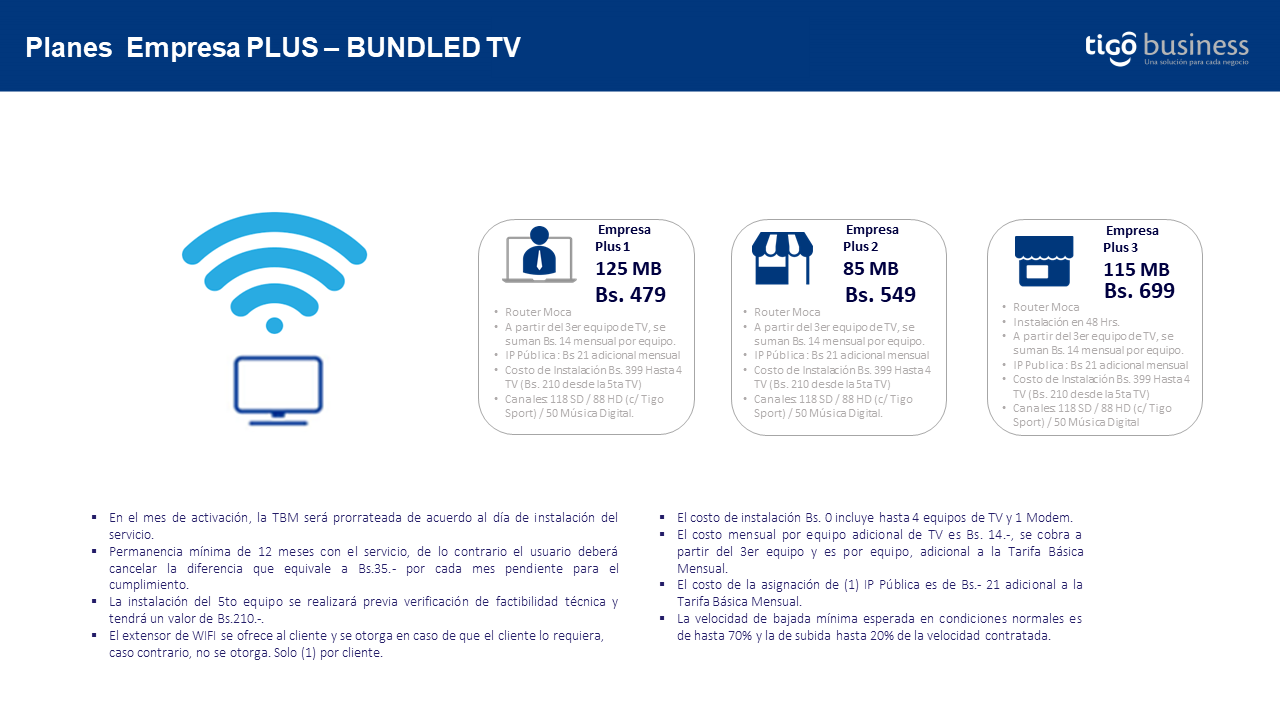 Planes Empresa PLUS – BUNDLED TV
tigo business
Una solución para cada negocio
Empresa
Plus 1
125 MB
Bs. 479
• Router Moca
• A partir del 3er equipo de TV, se
suman Bs. 14 mensual por equipo.
• IP Pública : Bs 21 adicional mensual
• Costo de Instalación Bs. 399 Hasta 4
TV (Bs. 210 desde la 5ta TV)
• Canales: 118 SD / 88 HD (c/ Tigo
Sport) / 50 Música Digital.
Empresa
Plus 2
85 MB
Bs. 549
• Router Moca
• A partir del 3er equipo de TV, se
suman Bs. 14 mensual por equipo.
• IP Pública : Bs 21 adicional mensual
• Costo de Instalación Bs. 399 Hasta 4
TV (Bs. 210 desde la 5ta TV)
• Canales: 118 SD / 88 HD (c/ Tigo
Sport) / 50 Música Digital.
Empresa
Plus 3
115 MB
Bs. 699
• Router Moca
• Instalación en 48 Hrs.
• A partir del 3er equipo de TV, se
suman Bs. 14 mensual por equipo.
• IP Publica : Bs 21 adicional mensual
• Costo de Instalación Bs. 399 Hasta 4
TV (Bs. 210 desde la 5ta TV)
• Canales: 118 SD / 88 HD (c/ Tigo
Sport) / 50 Música Digital
▪ En el mes de activación, la TBM será prorrateada de acuerdo al día de instalación del
servicio.
▪ Permanencia mínima de 12 meses con el servicio, de lo contrario el usuario deberá
cancelar la diferencia que equivale a Bs.35.- por cada mes pendiente para el
cumplimiento.
▪ La instalación del 5to equipo se realizará previa verificación de factibilidad técnica y
tendrá un valor de Bs.210.-.
▪ El extensor de WIFI se ofrece al cliente y se otorga en caso de que el cliente lo requiera,
caso contrario, no se otorga. Solo (1) por cliente.
▪ El costo de instalación Bs. 0 incluye hasta 4 equipos de TV y 1 Modem.
▪ El costo mensual por equipo adicional de TV es Bs. 14.-, se cobra a
partir del 3er equipo y es por equipo, adicional a la Tarifa Básica
Mensual.
▪ El costo de la asignación de (1) IP Pública es de Bs.- 21 adicional a la
Tarifa Básica Mensual.
▪ La velocidad de bajada mínima esperada en condiciones normales es
de hasta 70% y la de subida hasta 20% de la velocidad contratada.